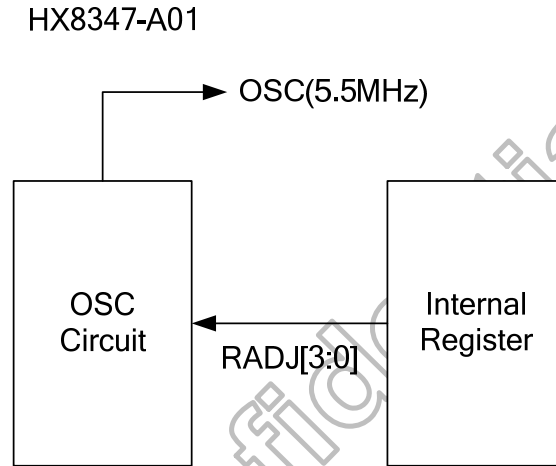 HX8347-A01
OSC(5.5MHz)
OSC
Circuit
RADJ[3:0]
Internal
Register